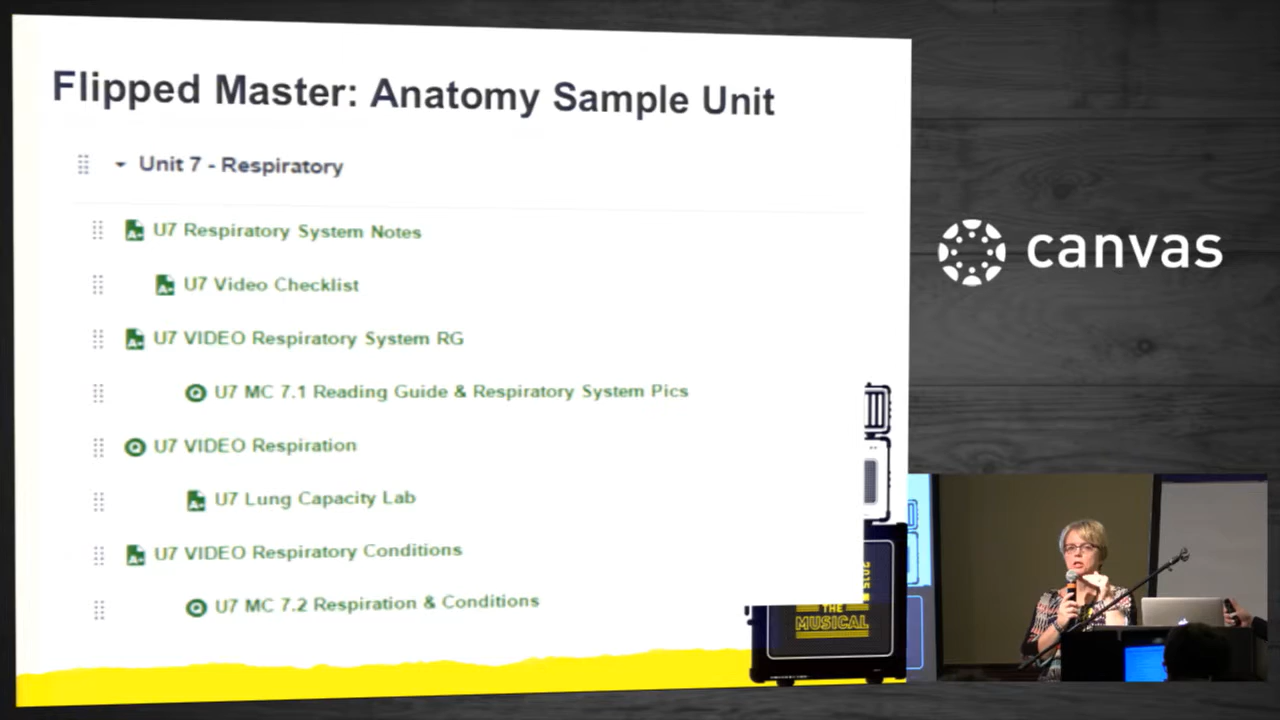 Flipped Master: Anatomy Sample Unit
Unit 7 - Respiratory
U7 Respiratory System Notes
U7 Video Checklist
U7 VIDEO Respiratory System RG
U7 MC 7.1 Reading Guide & Respiratory System Pics
U7 VIDEO Respiration
U7 Lung Capacity Lab
U7 VIDEO Respiratory Conditions
U7 MC 7.2 Respiration & Conditions
canvas
2015
THE
MUSICAL